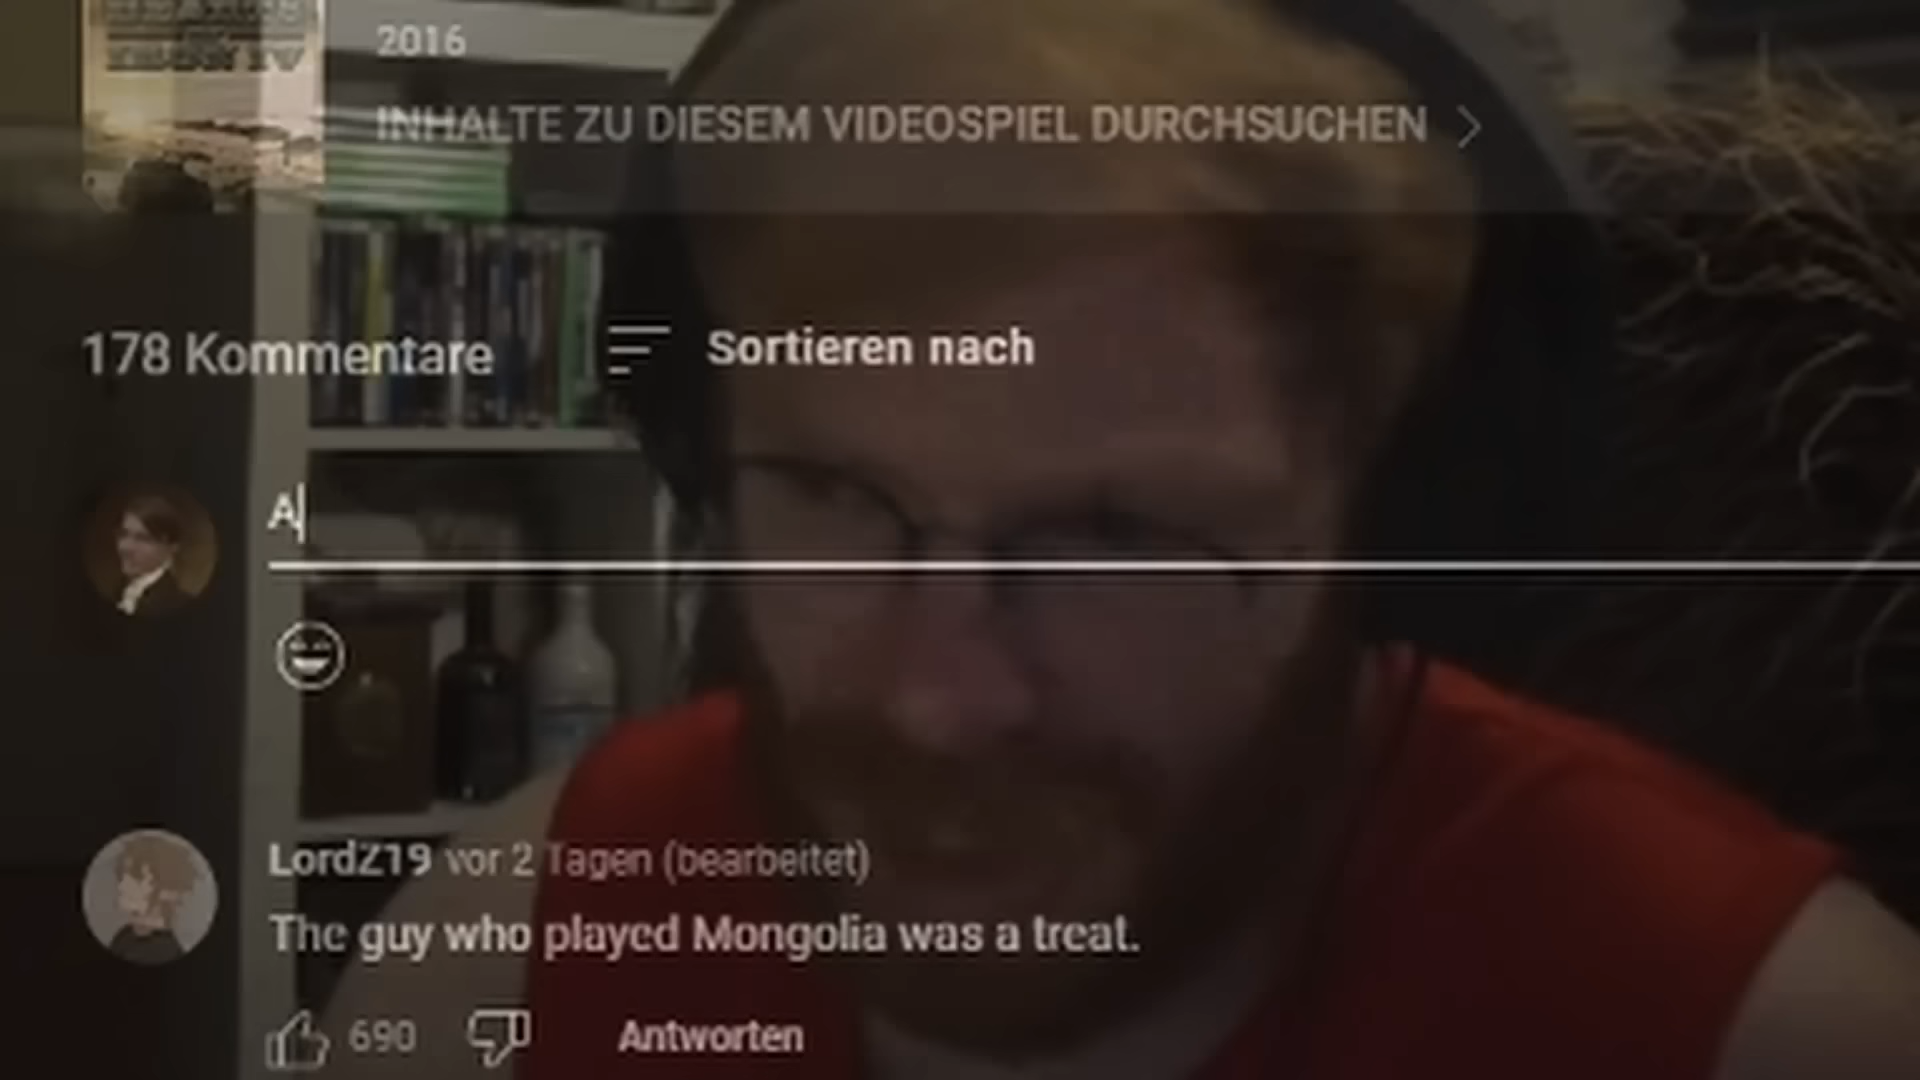 2016
INHALTE ZU DIESEM VIDEOSPIEL DURCHSUCHEN
178 Kommentare
Sortieren nach
A
LordZ19 vor 2 Tagen (bearbeitet)
The guy who played Mongolia was a treat.
690
Antworten